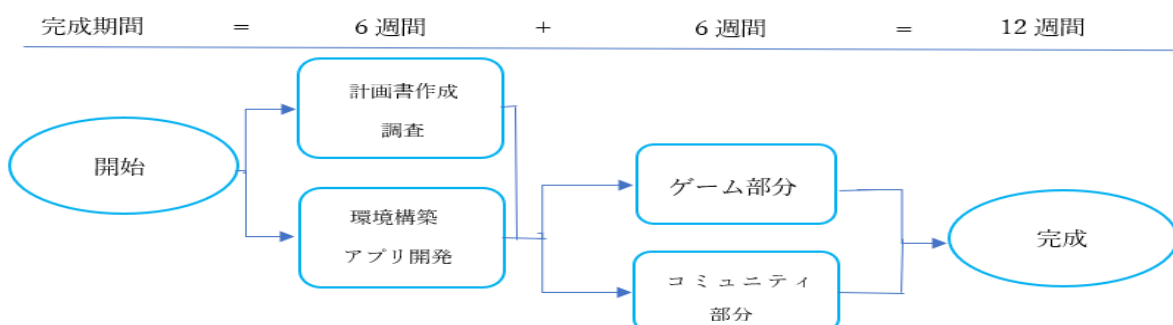 完成期間 = 6 週間 + 6 週間 = 12 週間
計画書作成
調査
開始
環境構築
アプリ開発
ゲーム部分
コミュニティ
部分
完成